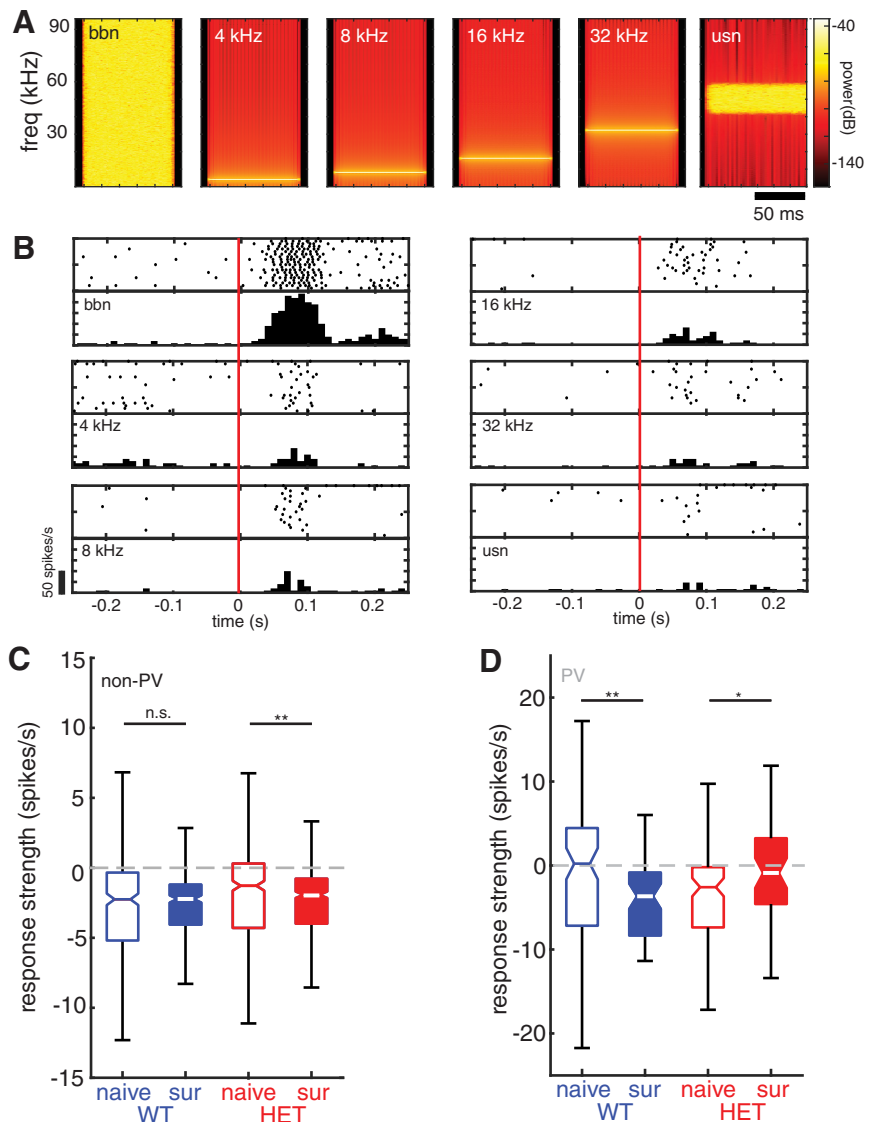 A
bbn
4 kHz
8 kHz
16 kHz
32 kHz
usn
90
60
30
freq (kHz)
-40
-140
power(dB)
50 ms
B
bbn
4 kHz
8 kHz
50 spikes/s
-0.2 -0.1 0 0.1 0.2
time (s)
16 kHz
32 kHz
usn
-0.2 -0.1 0 0.1 0.2
time (s)
C
non-PV
n.s.
**
15
10
5
0
-5
-10
-15
response strength (spikes/s)
naive sur naive sur
WT HET
D
PV
**
*
20
10
0
-10
-20
response strength (spikes/s)
naive sur naive sur
WT HET